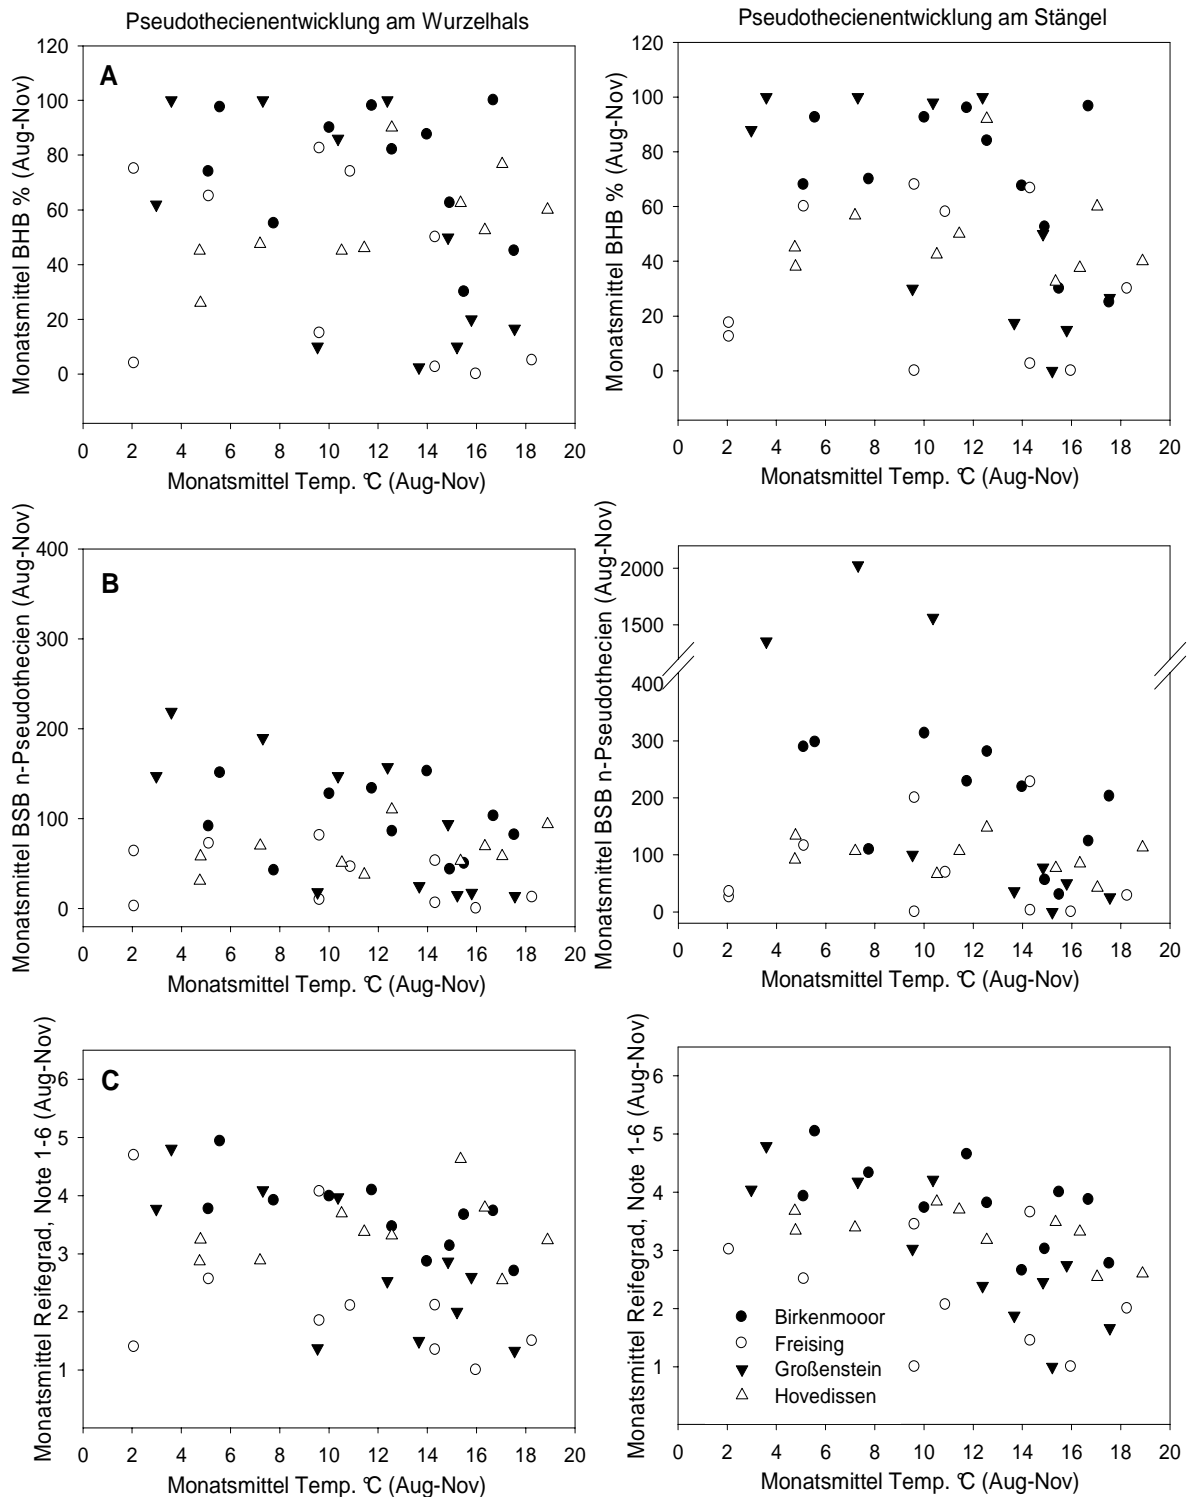 Pseudothecienentwicklung am Wurzelhals
Pseudothecienentwicklung am Stängel
A
Monatsmittel BHB % (Aug-Nov)
120
100
80
60
40
20
0
0 2 4 6 8 10 12 14 16 18 20
Monatsmittel Temp. °C (Aug-Nov)
Monatsmittel BHB % (Aug-Nov)
120
100
80
60
40
20
0
0 2 4 6 8 10 12 14 16 18 20
Monatsmittel Temp. °C (Aug-Nov)
B
Monatsmittel BSB n-Pseudothecien (Aug-Nov)
400
300
200
100
0
0 2 4 6 8 10 12 14 16 18 20
Monatsmittel Temp. °C (Aug-Nov)
Monatsmittel BSB n-Pseudothecien (Aug-Nov)
2000
1500
400
300
200
100
0
0 2 4 6 8 10 12 14 16 18 20
Monatsmittel Temp. °C (Aug-Nov)
C
Monatsmittel Reifegrad, Note 1-6 (Aug-Nov)
6
5
4
3
2
1
0 2 4 6 8 10 12 14 16 18 20
Monatsmittel Temp. °C (Aug-Nov)
Monatsmittel Reifegrad, Note 1-6 (Aug-Nov)
6
5
4
3
2
1
Birkenmooor
Freising
Großenstein
Hovedissen
0 2 4 6 8 10 12 14 16 18 20
Monatsmittel Temp. °C (Aug-Nov)